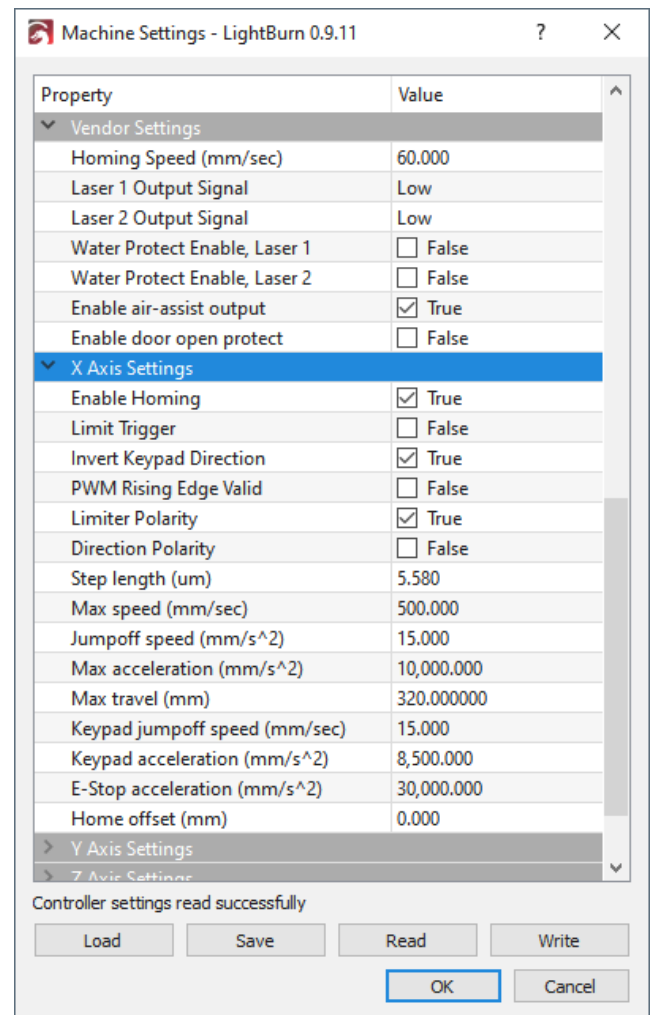 Machine Settings - LightBurn 0.9.11 ?
Property Value
Vendor Settings
Homing Speed (mm/sec) 60.000
Laser 1 Output Signal Low
Laser 2 Output Signal Low
Water Protect Enable, Laser 1 False
Water Protect Enable, Laser 2 False
Enable air-assist output True
Enable door open protect False
X Axis Settings
Enable Homing True
Limit Trigger False
Invert Keypad Direction True
PWM Rising Edge Valid False
Limiter Polarity True
Direction Polarity False
Step length (um) 5.580
Max speed (mm/sec) 500.000
Jumpoff speed (mm/s^2) 15.000
Max acceleration (mm/s^2) 10,000.000
Max travel (mm) 320.000000
Keypad jumpoff speed (mm/sec) 15.000
Keypad acceleration (mm/s^2) 8,500.000
E-Stop acceleration (mm/s^2) 30,000.000
Home offset (mm) 0.000
Y Axis Settings
Z Axis Settings
Controller settings read successfully
Load Save Read Write
OK Cancel